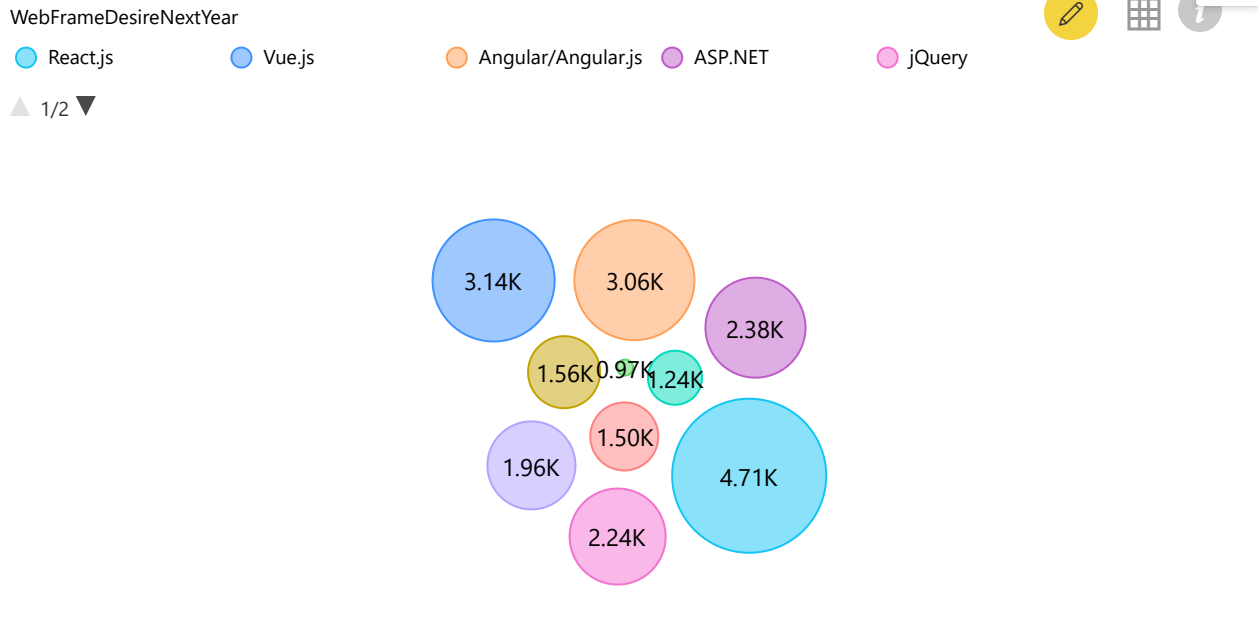 WebFrameDesireNextYear
React.js Vue.js Angular/Angular.js ASP.NET jQuery
1/2
3.14K 3.06K
2.38K
1.56K 0.97K 1.24K
1.50K
1.96K 4.71K
2.24K